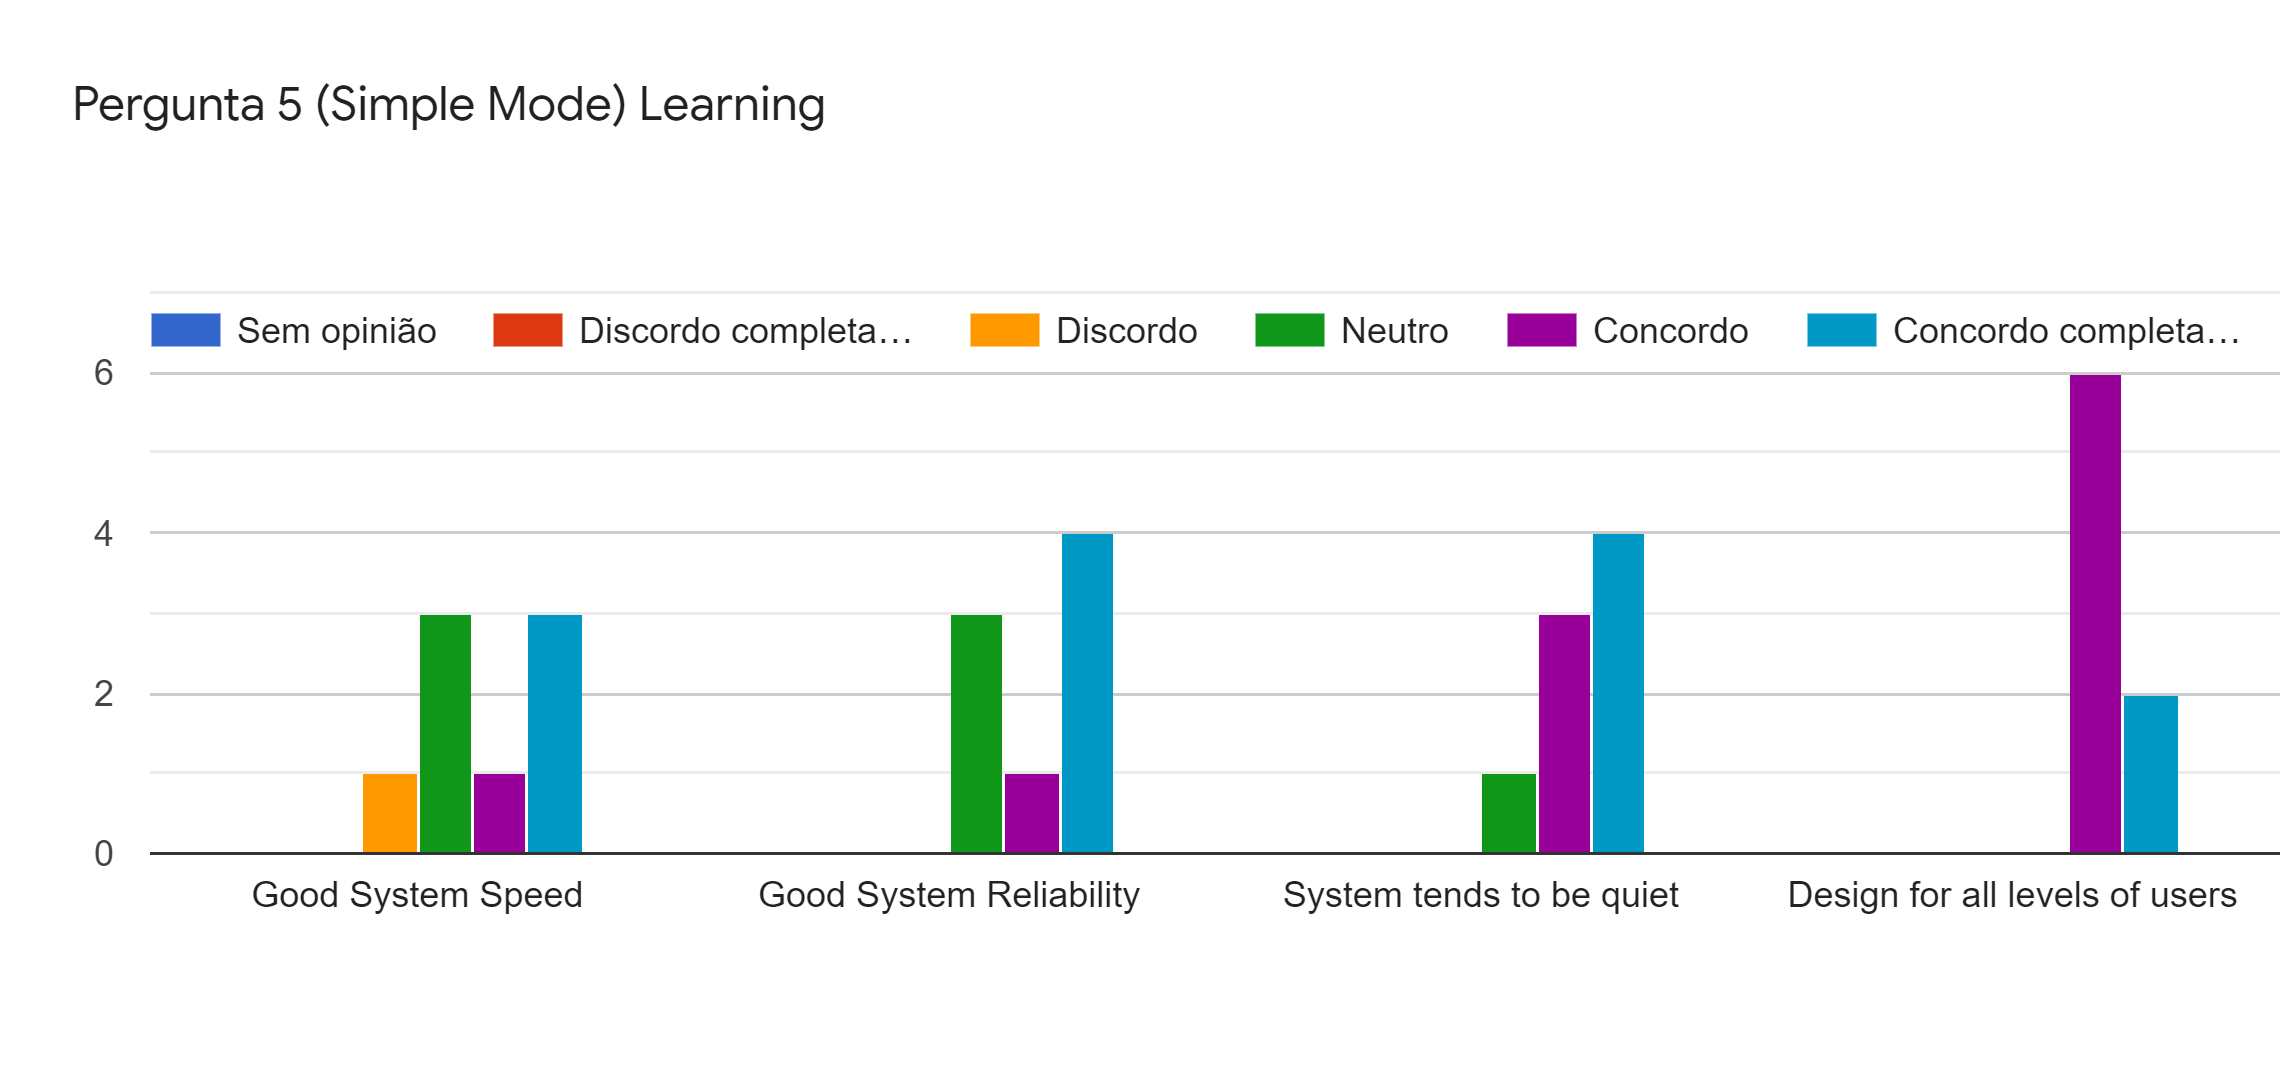 Pergunta 5 (Simple Mode) Learning
Sem opinião Discordo completa… Discordo Neutro Concordo Concordo completa…
6
4
2
0
Good System Speed Good System Reliability System tends to be quiet Design for all levels of users